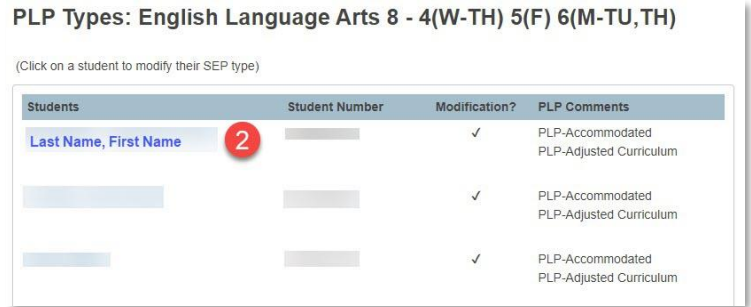 PLP Types: English Language Arts 8 - 4(W-TH) 5(F) 6(M-TU,TH)
(Click on a student to modify their SEP type)
Students Student Number Modification? PLP Comments
Last Name, First Name 2 ✓ PLP-Accommodated
PLP-Adjusted Curriculum
✓ PLP-Accommodated
PLP-Adjusted Curriculum
✓ PLP-Accommodated
PLP-Adjusted Curriculum